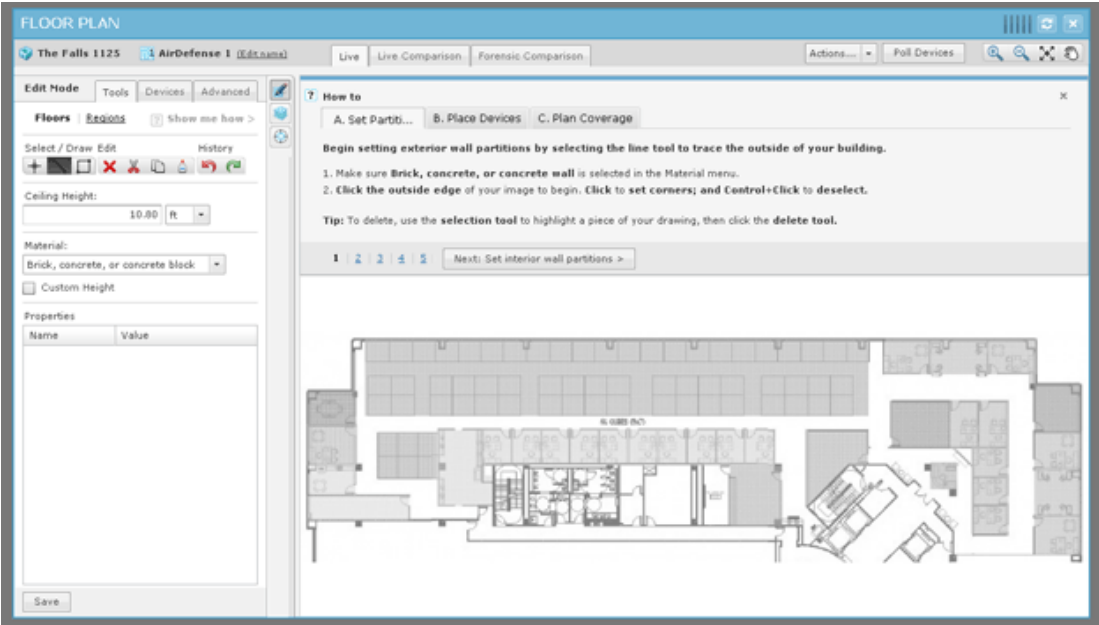 FLOOR PLAN
The Falls 1125 AirDefense 1 (Edit name) Live Live Comparison Forensic Comparison Actions... Poll Devices
Edit Mode Tools Devices Advanced
Floors | Regions ? Show me how >
Select / Draw Edit History
Ceiling Height:
10.80 ft
Material:
Brick, concrete, or concrete block
Custom Height
Properties
Name Value
Save
? How to
A. Set Partiti... B. Place Devices C. Plan Coverage
Begin setting exterior wall partitions by selecting the line tool to trace the outside of your building.
1. Make sure Brick, concrete, or concrete wall is selected in the Material menu.
2. Click the outside edge of your image to begin. Click to set corners; and Control+Click to deselect.
Tip: To delete, use the selection tool to highlight a piece of your drawing, then click the delete tool.
1 | 2 | 3 | 4 | 5 Next: Set interior wall partitions >